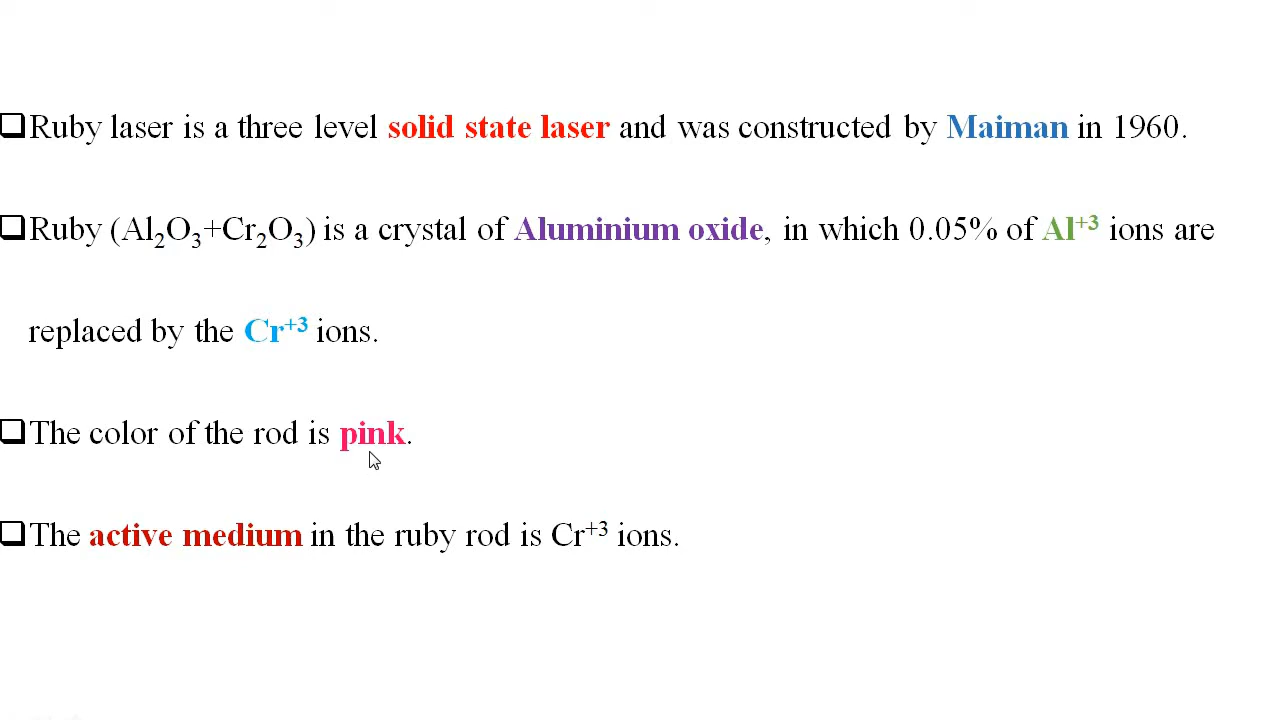 ❑Ruby laser is a three level solid state laser and was constructed by Maiman in 1960.
❑Ruby (Al₂O₃+Cr₂O₃) is a crystal of Aluminium oxide, in which 0.05% of Al⁺³ ions are
replaced by the Cr⁺³ ions.
❑The color of the rod is pink.
❑The active medium in the ruby rod is Cr⁺³ ions.